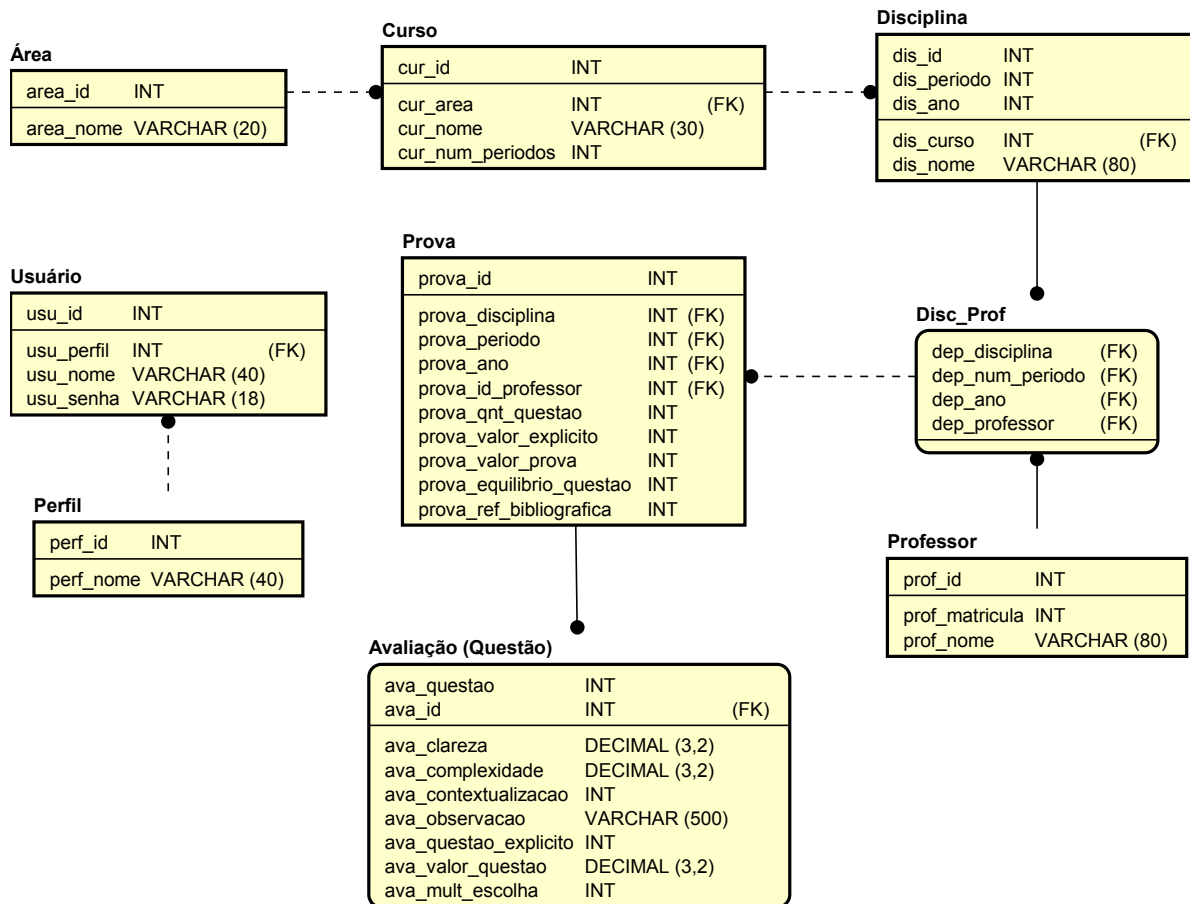 Área
area_id INT
area_nome VARCHAR (20)
Curso
cur_id INT
cur_area INT (FK)
cur_nome VARCHAR (30)
cur_num_periodos INT
Disciplina
dis_id INT
dis_periodo INT
dis_ano INT
dis_curso INT (FK)
dis_nome VARCHAR (80)
Usuário
usu_id INT
usu_perfil INT (FK)
usu_nome VARCHAR (40)
usu_senha VARCHAR (18)
Perfil
perf_id INT
perf_nome VARCHAR (40)
Prova
prova_id INT
prova_disciplina INT (FK)
prova_periodo INT (FK)
prova_ano INT (FK)
prova_id_professor INT (FK)
prova_qnt_questao INT
prova_valor_explicito INT
prova_valor_prova INT
prova_equilibrio_questao INT
prova_ref_bibliografica INT
Disc_Prof
dep_disciplina (FK)
dep_num_periodo (FK)
dep_ano (FK)
dep_professor (FK)
Professor
prof_id INT
prof_matricula INT
prof_nome VARCHAR (80)
Avaliação (Questão)
ava_questao INT
ava_id INT (FK)
ava_clareza DECIMAL (3,2)
ava_complexidade DECIMAL (3,2)
ava_contextualizacao INT
ava_observacao VARCHAR (500)
ava_questao_explicito INT
ava_valor_questao DECIMAL (3,2)
ava_mult_escolha INT